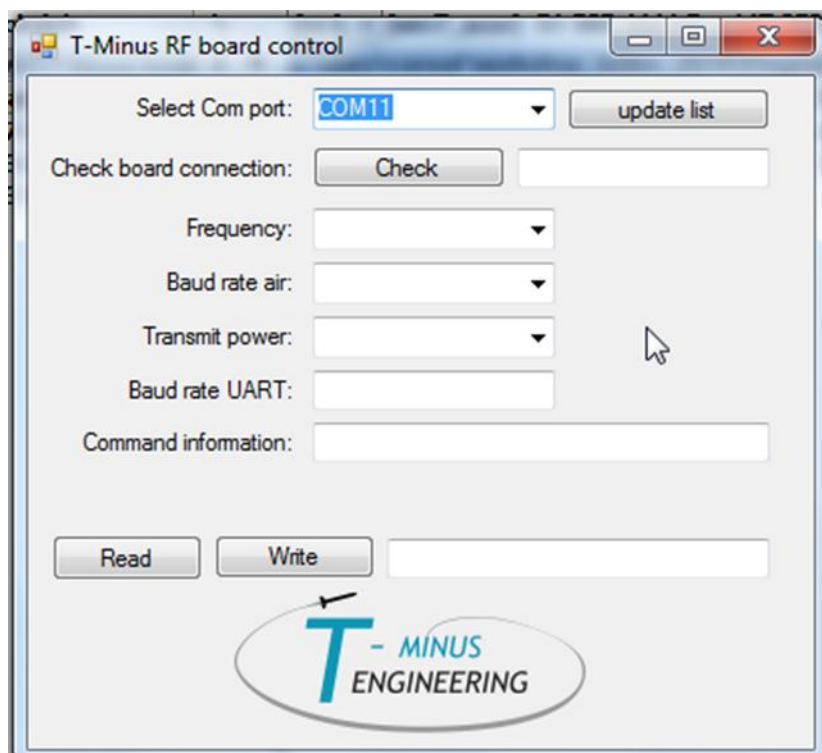 T-Minus RF board control
Select Com port: COM11 update list
Check board connection: Check
Frequency:
Baud rate air:
Transmit power:
Baud rate UART:
Command information:
Read Write
T - MINUS
ENGINEERING